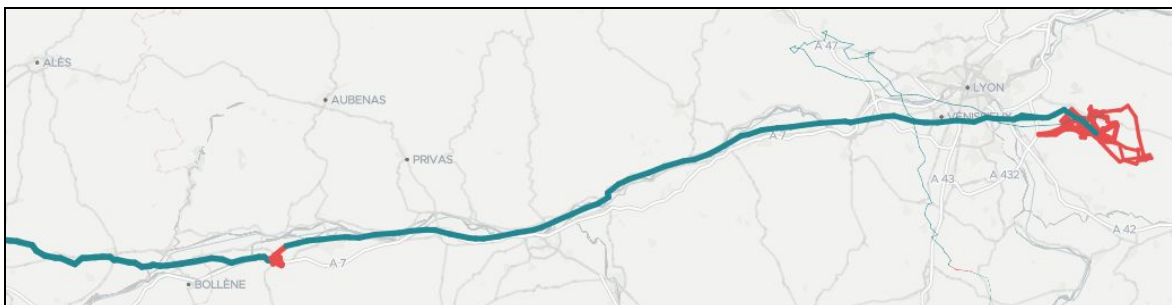 A 47
ALÈS
LYON
AUBENAS
VÉNISSIEUX
A 7
PRIVAS
A 43
A 432
A 42
A 7
BOLLÈNE